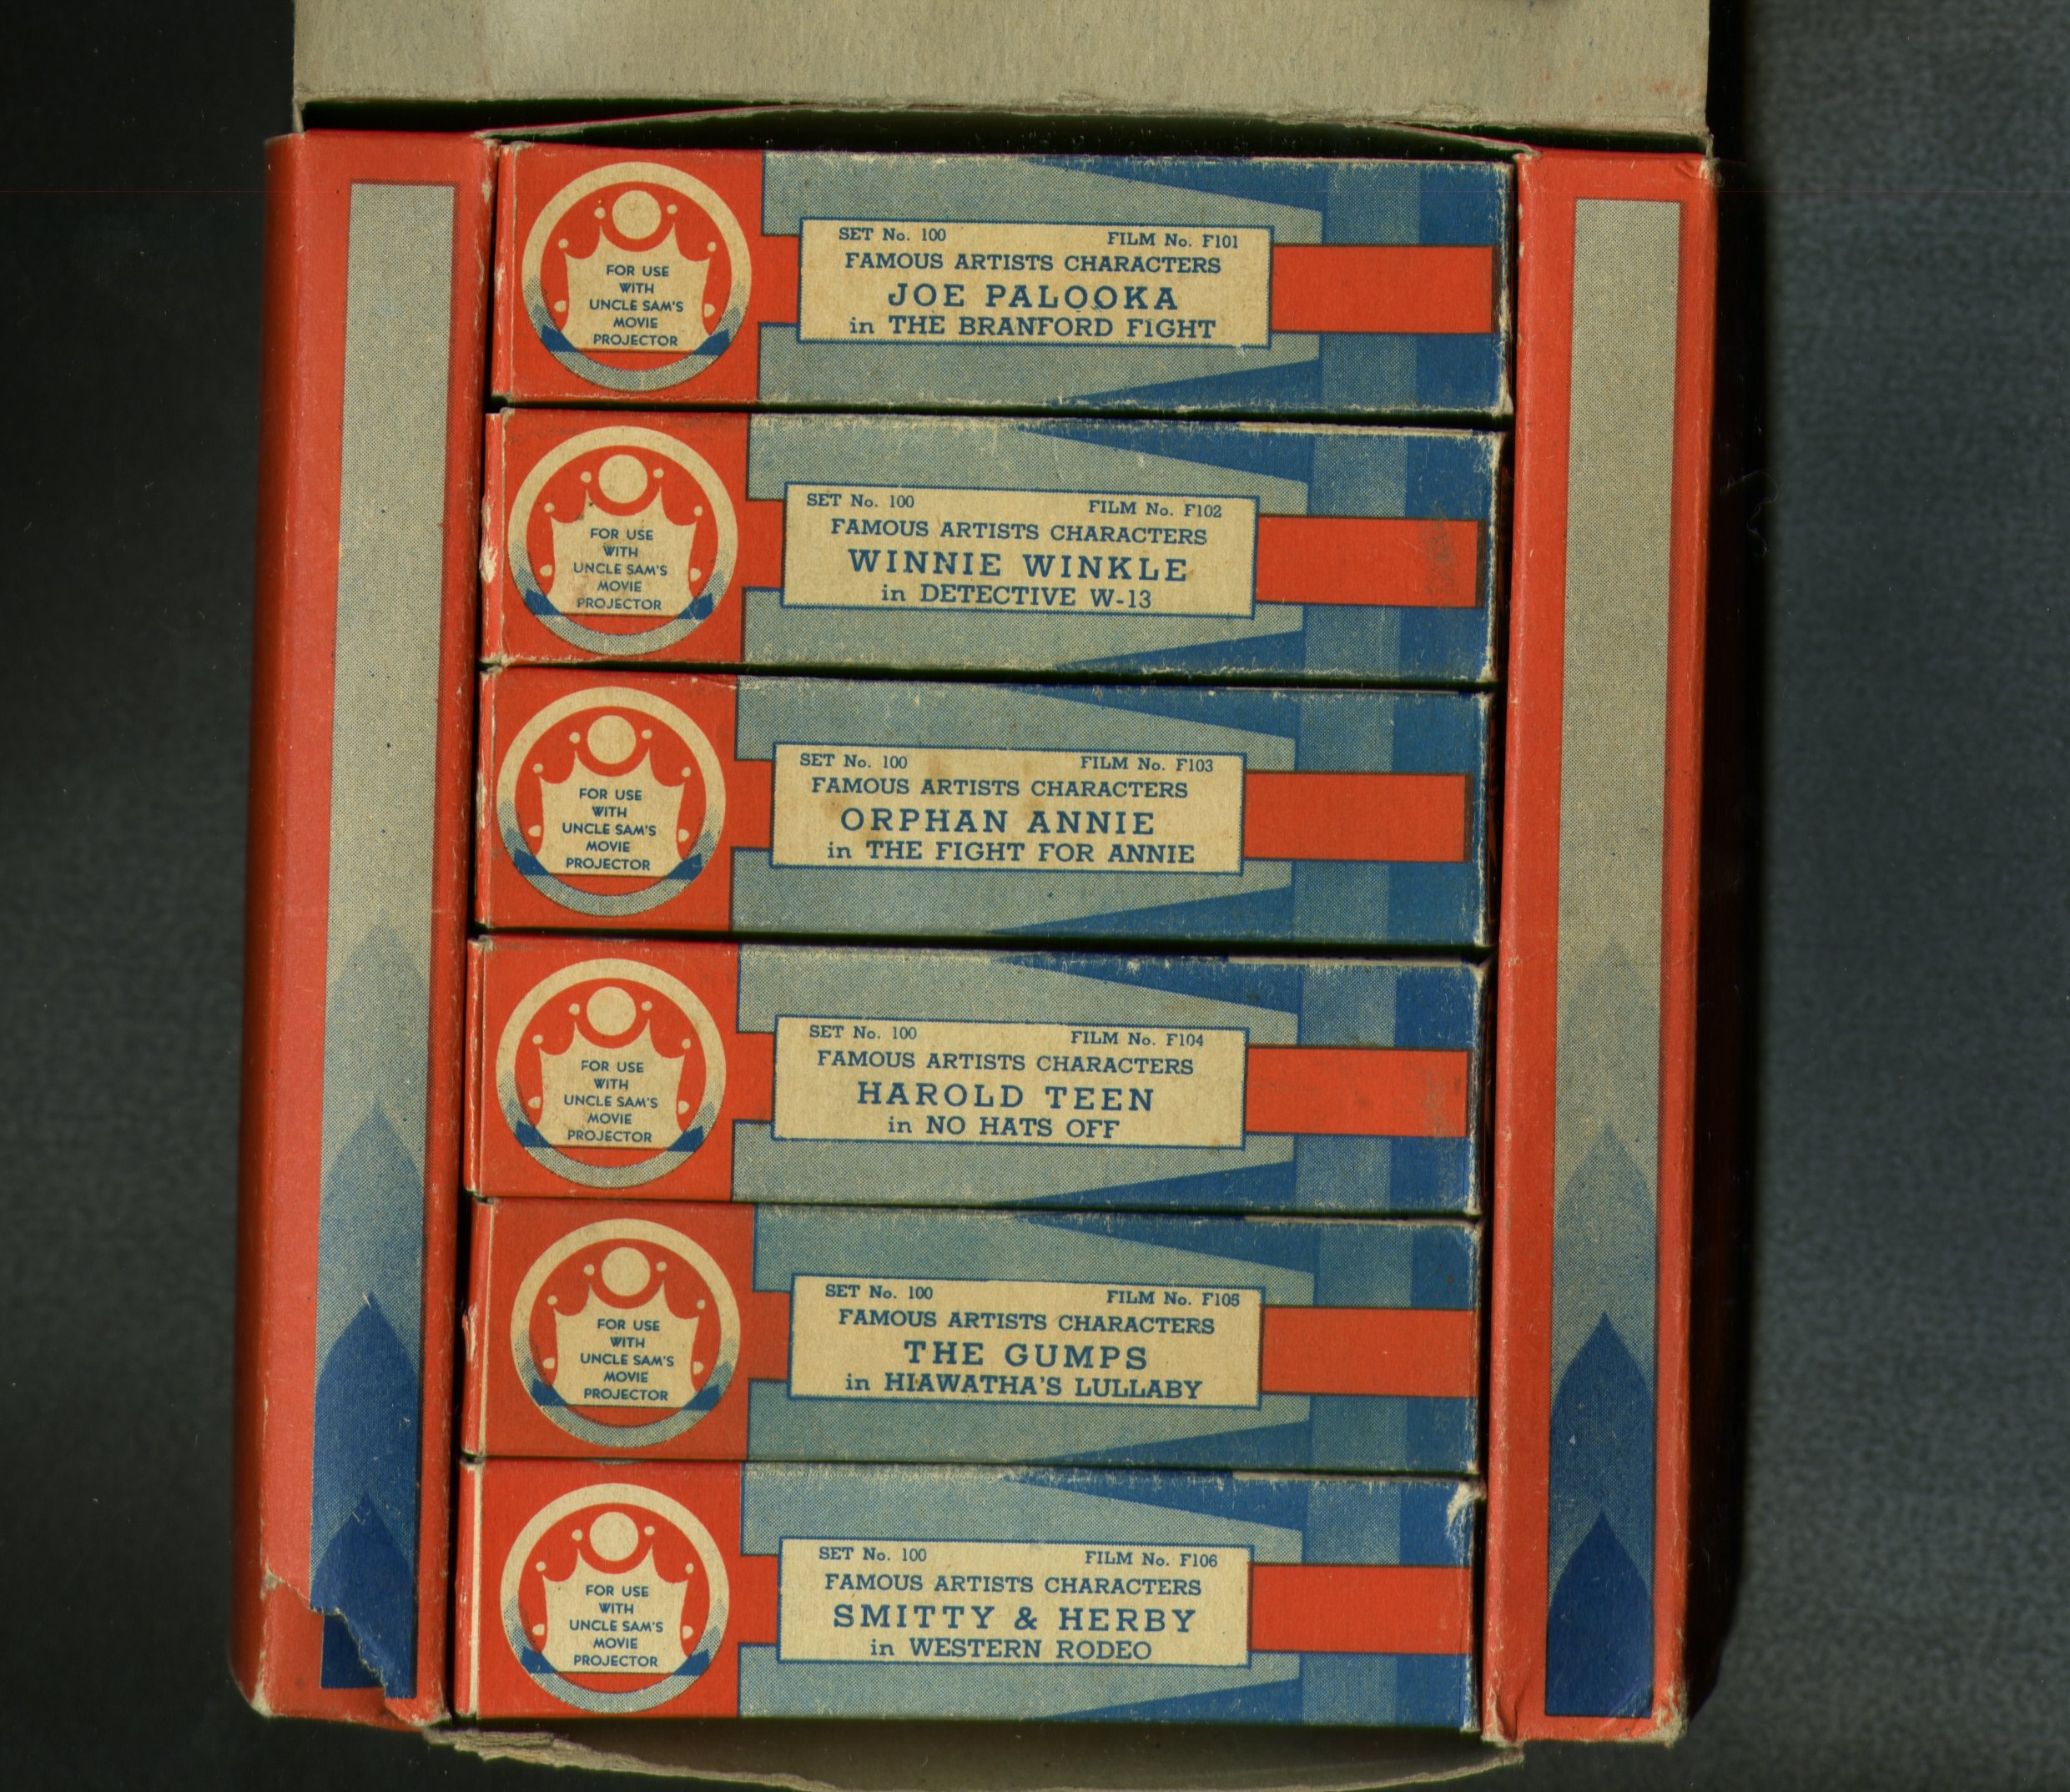 FOR USE
WITH
UNCLE SAM'S
MOVIE
PROJECTOR
SET No. 100 FILM No. F101
FAMOUS ARTISTS CHARACTERS
JOE PALOOKA
in THE BRANFORD FIGHT
FOR USE
WITH
UNCLE SAM'S
MOVIE
PROJECTOR
SET No. 100 FILM No. F102
FAMOUS ARTISTS CHARACTERS
WINNIE WINKLE
in DETECTIVE W-13
FOR USE
WITH
UNCLE SAM'S
MOVIE
PROJECTOR
SET No. 100 FILM No. F103
FAMOUS ARTISTS CHARACTERS
ORPHAN ANNIE
in THE FIGHT FOR ANNIE
FOR USE
WITH
UNCLE SAM'S
MOVIE
PROJECTOR
SET No. 100 FILM No. F104
FAMOUS ARTISTS CHARACTERS
HAROLD TEEN
in NO HATS OFF
FOR USE
WITH
UNCLE SAM'S
MOVIE
PROJECTOR
SET No. 100 FILM No. F105
FAMOUS ARTISTS CHARACTERS
THE GUMPS
in HIAWATHA'S LULLABY
FOR USE
WITH
UNCLE SAM'S
MOVIE
PROJECTOR
SET No. 100 FILM No. F106
FAMOUS ARTISTS CHARACTERS
SMITTY & HERBY
in WESTERN RODEO